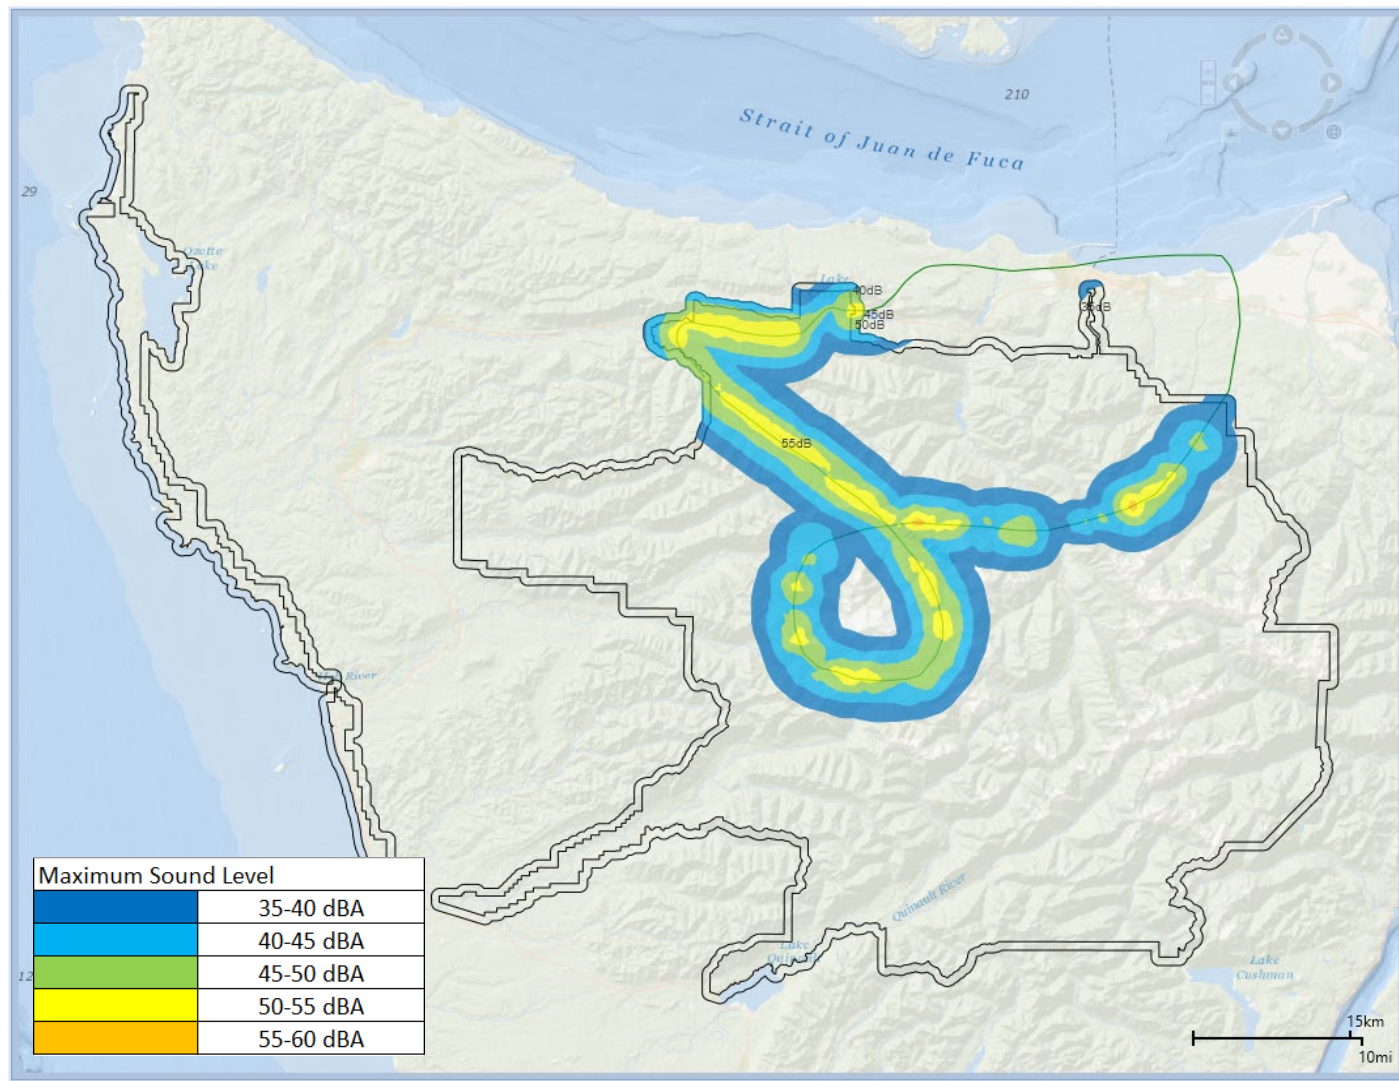 210
Strait of Juan de Fuca
29
Ozette
Lake
Lake
40dB
45dB
50dB
35dB
55dB
River
Quinault River
Lake
Lake
Cushman
12
Maximum Sound Level
35-40 dBA
40-45 dBA
45-50 dBA
50-55 dBA
55-60 dBA
15km
10mi